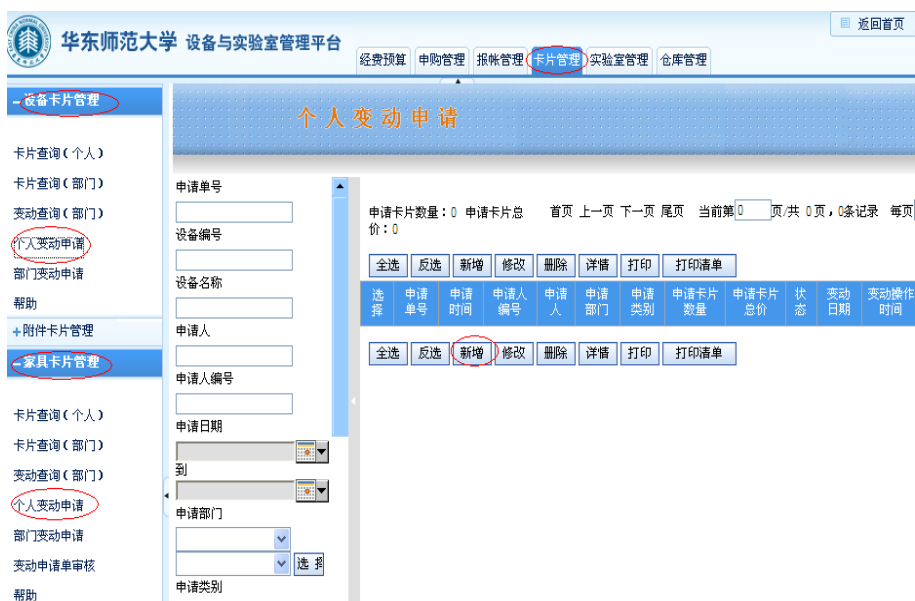 返回首页
华东师范大学 设备与实验室管理平台
经费预算 申购管理 报帐管理 卡片管理 实验室管理 仓库管理
设备卡片管理
卡片查询(个人)
卡片查询(部门)
变动查询(部门)
个人变动申请
部门变动申请
帮助
+附件卡片管理
家具卡片管理
卡片查询(个人)
卡片查询(部门)
变动查询(部门)
个人变动申请
部门变动申请
变动申请单审核
帮助
个人变动申请
申请单号
设备编号
设备名称
申请人
申请人编号
申请日期
到
申请部门
选 择
申请类别
申请卡片数量:0 申请卡片总价:0 首页 上一页 下一页 尾页 当前第0 页/共 0页,0条记录 每页
全选 反选 新增 修改 删除 详情 打印 打印清单
选择 申请单号 申请时间 申请人编号 申请人 申请部门 申请类别 申请卡片数量 申请卡片总价 状态 变动日期 变动操作时间
全选 反选 新增 修改 删除 详情 打印 打印清单